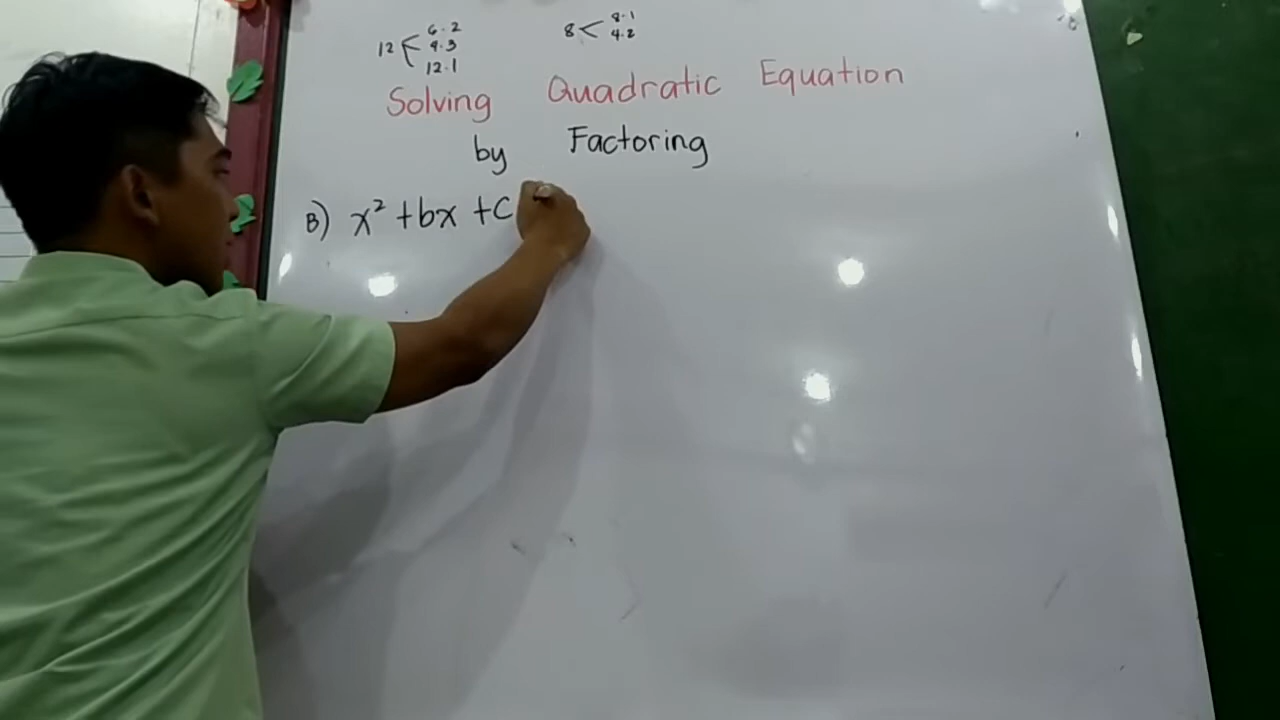 12 < 6·2
4·3
12·1
8 < 8·1
4·2
Solving Quadratic Equation
by Factoring
B) x² + bx + c